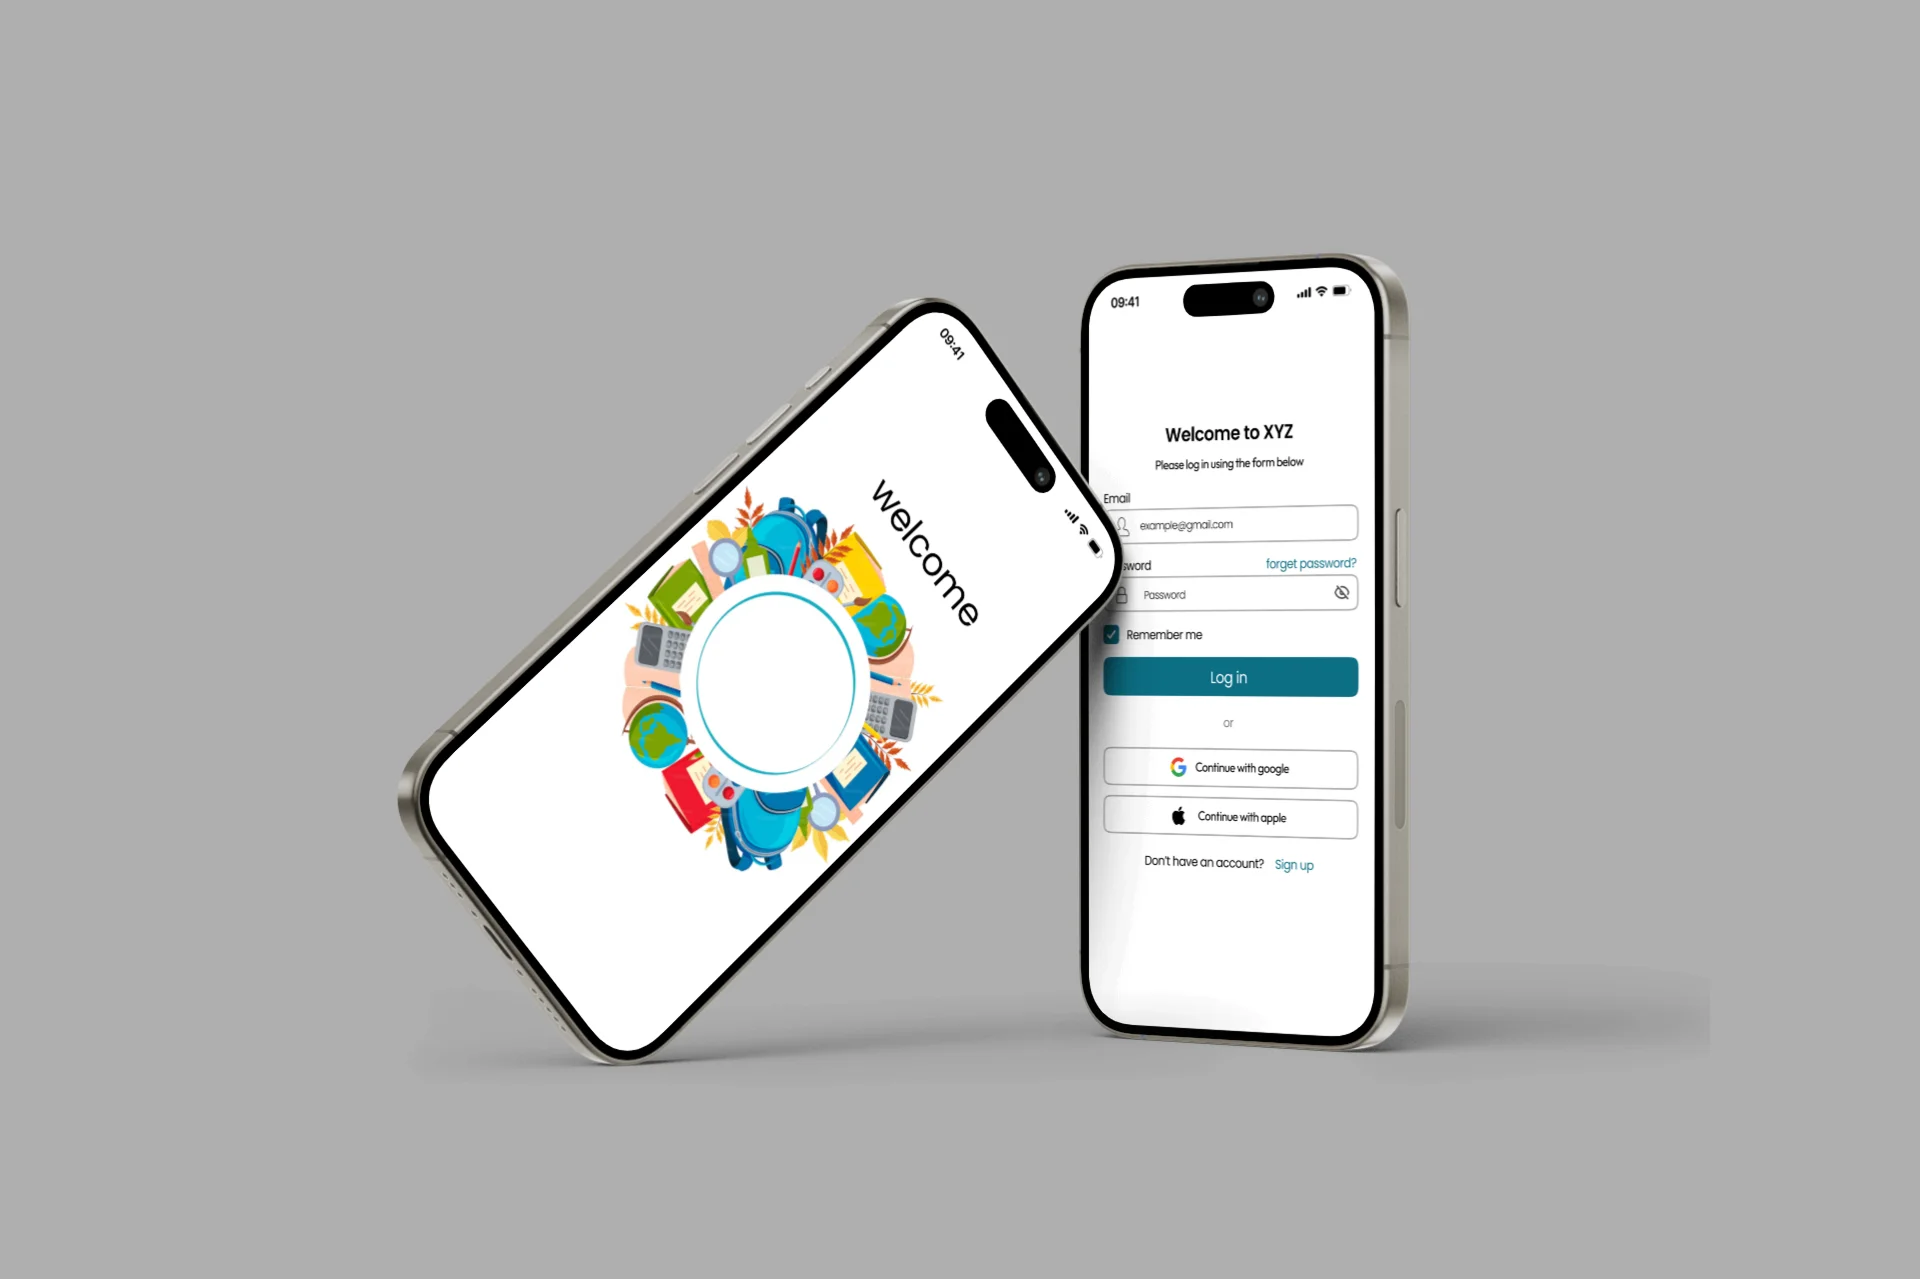 09:41
welcome
09:41
Welcome to XYZ
Please log in using the form below
Email
example@gmail.com
sword
forget password?
Password
Remember me
Log in
or
Continue with google
Continue with apple
Don't have an account? Sign up